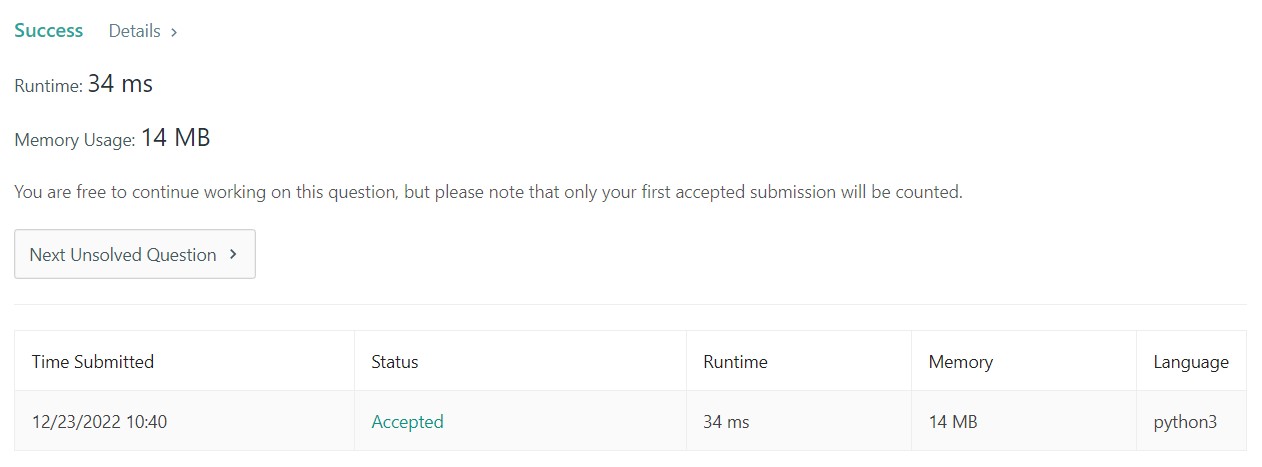 Success Details >
Runtime: 34 ms
Memory Usage: 14 MB
You are free to continue working on this question, but please note that only your first accepted submission will be counted.
Next Unsolved Question >
Time Submitted Status Runtime Memory Language
12/23/2022 10:40 Accepted 34 ms 14 MB python3